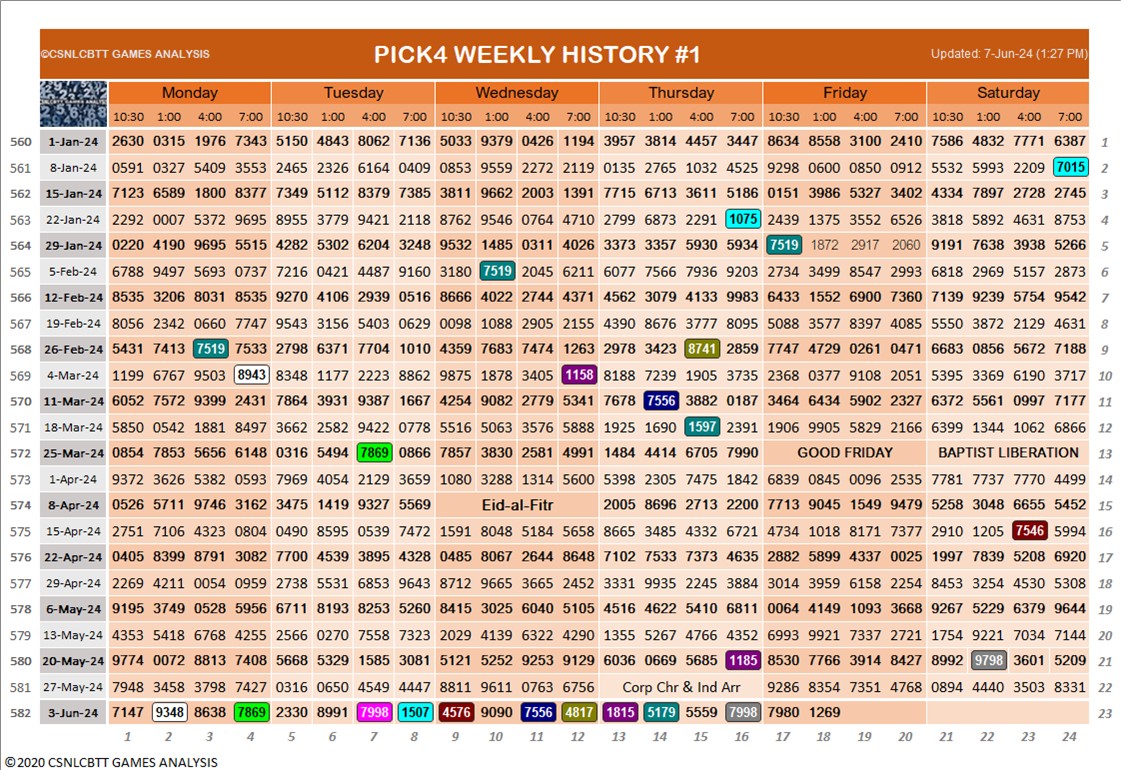 ©CSNLCBTT GAMES ANALYSIS PICK4 WEEKLY HISTORY #1 Updated: 7-Jun-24 (1:27 PM)
Monday Tuesday Wednesday Thursday Friday Saturday
10:30 1:00 4:00 7:00 10:30 1:00 4:00 8:00 10:30 10:00 4:00 7:00 10:30 1:00 4:00 7:00 10:30 1:00 4:00 7:00 10:30 1:00 4:00 7:00
560 1-Jan-24 2630 0315 1976 7343 5150 4843 8062 7136 5033 9379 0426 1194 3957 3814 4457 3447 8634 8558 3100 2410 7586 4832 7771 6387 1
561 8-Jan-24 0591 0327 5409 3553 2465 2326 6164 0409 0853 9559 2272 2119 0135 2765 1032 4525 9298 0600 0850 0912 5532 5993 2209 7015 2
562 15-Jan-24 7123 6589 1800 8377 7349 5112 8379 7385 3811 9662 2003 1391 7715 6713 3611 5186 0151 3986 5327 3402 4334 7897 2728 2745 3
563 22-Jan-24 2292 0007 5372 9695 8955 3779 9421 2118 8762 9546 0764 4710 2799 6873 2291 1075 2439 1375 3552 6526 3818 5892 4631 8753 4
564 29-Jan-24 0220 4190 9695 5515 4282 5302 6204 3248 9532 1485 0311 4026 3373 3357 5930 5934 7519 1872 2917 2060 9191 7638 3938 5266 5
565 5-Feb-24 6788 9497 5693 0737 7216 0421 4487 9160 3180 7519 2045 6211 6077 7566 7936 9203 2734 3499 8547 2993 6818 2969 5157 2873 6
566 12-Feb-24 8535 3206 8031 8535 9270 4106 2939 0516 8666 4022 2744 4371 4562 3079 4133 9983 6433 1552 6900 7360 7139 9239 5754 9542 7
567 19-Feb-24 8056 2342 0660 7747 9543 3156 5403 0629 0098 1088 2905 2155 4390 8676 3777 8095 5088 3577 8397 4085 5550 3872 2129 4631 8
568 26-Feb-24 5431 7413 7519 7533 2798 6371 7704 1010 4359 7683 7474 1263 2978 3423 8741 2859 7747 4729 0261 0471 6683 0856 5672 7188 9
569 4-Mar-24 1199 6767 9503 8943 8348 1177 2223 8862 9875 1878 3405 1158 8188 7239 1905 3735 2368 0377 9108 2051 5395 3369 6190 3717 10
570 11-Mar-24 6052 7572 9399 2431 7864 3931 9387 1667 4254 9082 2779 5341 7678 7556 3882 0187 3464 6434 5902 2327 6372 5561 0997 7177 11
571 18-Mar-24 5850 0542 1881 8497 3662 2582 9422 0778 5516 5063 3576 5888 1925 1690 1597 2391 1906 9905 5829 2166 6399 1344 1062 6866 12
572 25-Mar-24 0854 7853 5656 6148 0316 5494 7869 0866 7857 3830 2581 4991 1484 4414 6705 7990 GOOD FRIDAY BAPTIST LIBERATION 13
573 1-Apr-24 9372 3626 5382 0593 7969 4054 2129 3659 1080 3288 1314 5600 5398 2305 7475 1842 6839 0845 0096 2535 7781 7737 7770 4499 14
574 8-Apr-24 0526 5711 9746 3162 3475 1419 9327 5569 Eid-al-Fitr 2005 8696 2713 2200 7713 9045 1549 9479 5258 3048 6655 5452 15
575 15-Apr-24 2751 7106 4323 0804 0490 8595 0539 7472 1591 8048 5184 5658 8665 3485 4332 6721 4734 1018 8171 7377 2910 1205 7546 5994 16
576 22-Apr-24 0405 8399 8791 3082 7700 4539 3895 4328 0485 8067 2644 8648 7102 7533 7373 4635 2882 5899 4337 0025 1997 7839 5208 6920 17
577 29-Apr-24 2269 4211 0054 0959 2738 5531 6853 9643 8712 9665 3665 2452 3331 9935 2245 3884 3014 3959 6158 2254 8453 3254 4530 5308 18
578 6-May-24 9195 3749 0528 5956 6711 8193 8253 5260 8415 3025 6040 5105 4516 4622 5410 6811 0064 4149 1093 3668 9267 5229 6379 9644 19
579 13-May-24 4353 5418 6768 4255 2566 0270 7558 7323 2029 4139 6322 4290 1355 5267 4766 4352 6993 9921 7337 2721 1754 9221 7034 7144 20
580 20-May-24 9774 0072 8813 7408 5668 5329 1585 3081 5121 5252 9253 9129 6036 0669 5685 1185 8530 7766 3914 8427 8992 9798 3601 5209 21
581 27-May-24 7948 3458 3798 7427 0316 0650 4549 4447 8811 9611 0763 6756 Corp Chr & Ind Arr 9286 8354 7351 4768 0894 4440 3503 8331 22
582 3-Jun-24 7147 9348 8638 7869 2330 8991 7998 1507 4576 9090 7556 4817 1815 5179 5559 7998 7980 1269 23
1 2 3 4 5 6 7 8 9 10 11 12 13 14 15 16 17 18 19 20 21 22 23 24
©2020 CSNLCBTT GAMES ANALYSIS